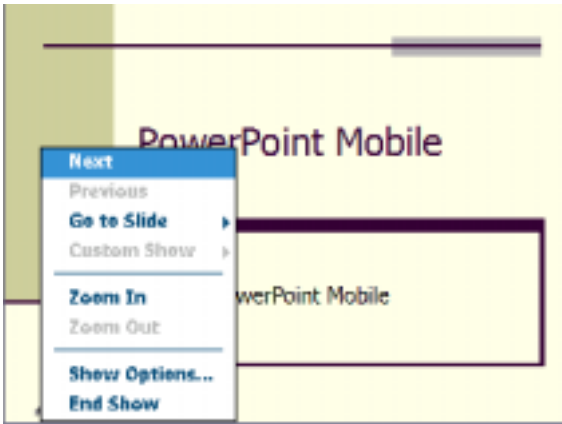 PowerPoint Mobile
Next
Previous
Go to Slide
Custom Show
werPoint Mobile
Zoom In
Zoom Out
Show Options...
End Show